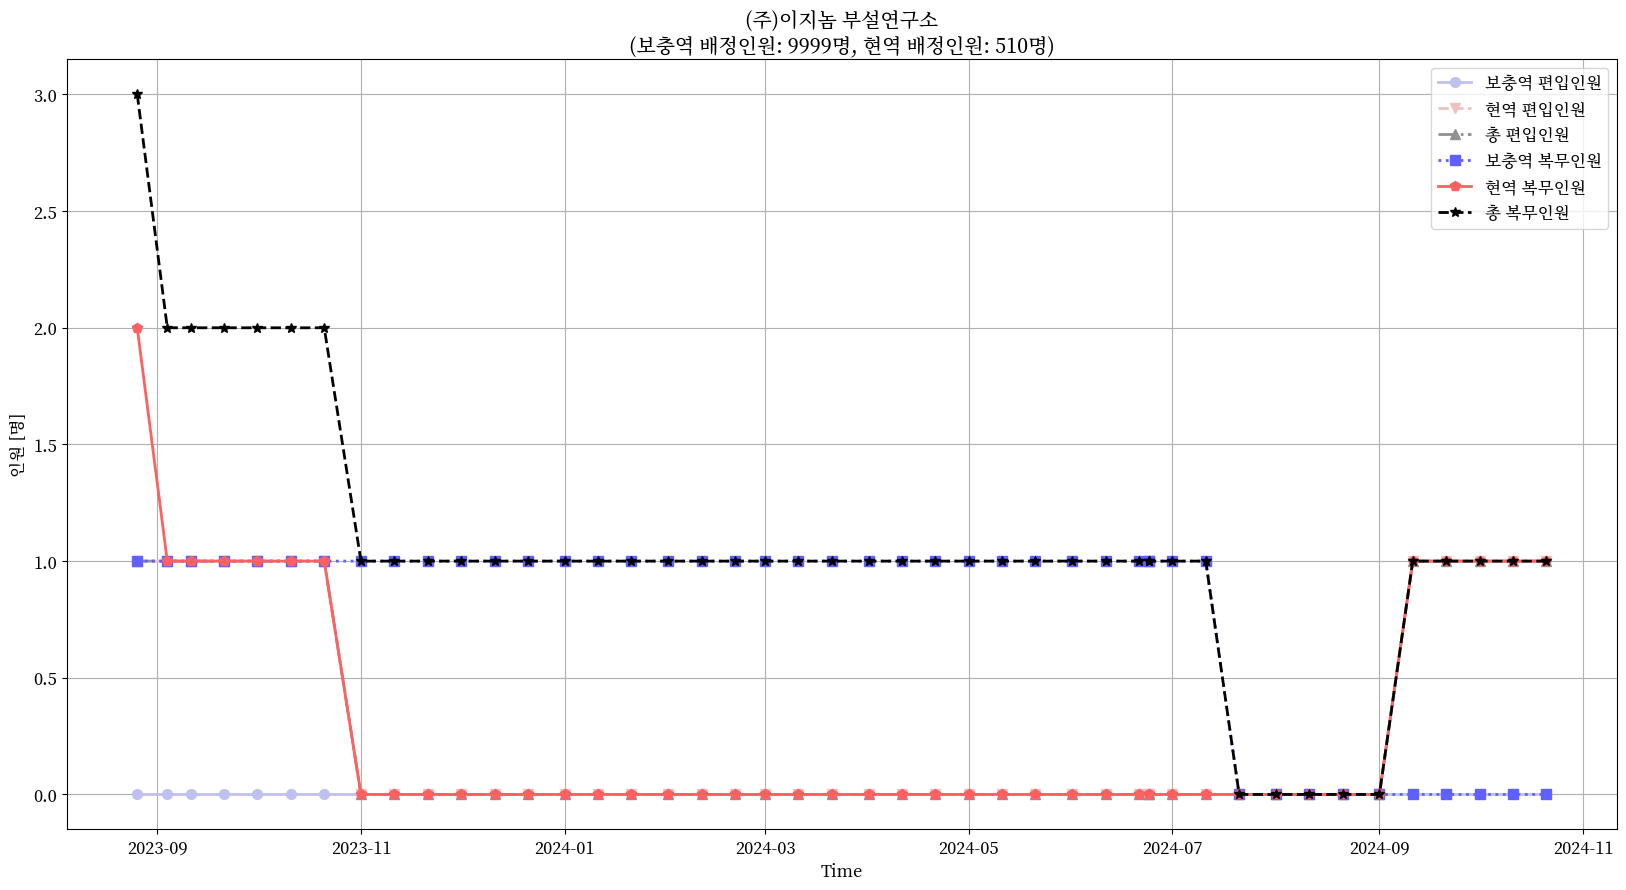 (주)이지놈 부설연구소
(보충역 배정인원: 9999명, 현역 배정인원: 510명)
보충역 편입인원
현역 편입인원
총 편입인원
보충역 복무인원
현역 복무인원
총 복무인원
인원 [명]
3.0
2.5
2.0
1.5
1.0
0.5
0.0
2023-09 2023-11 2024-01 2024-03 2024-05 2024-07 2024-09 2024-11
Time